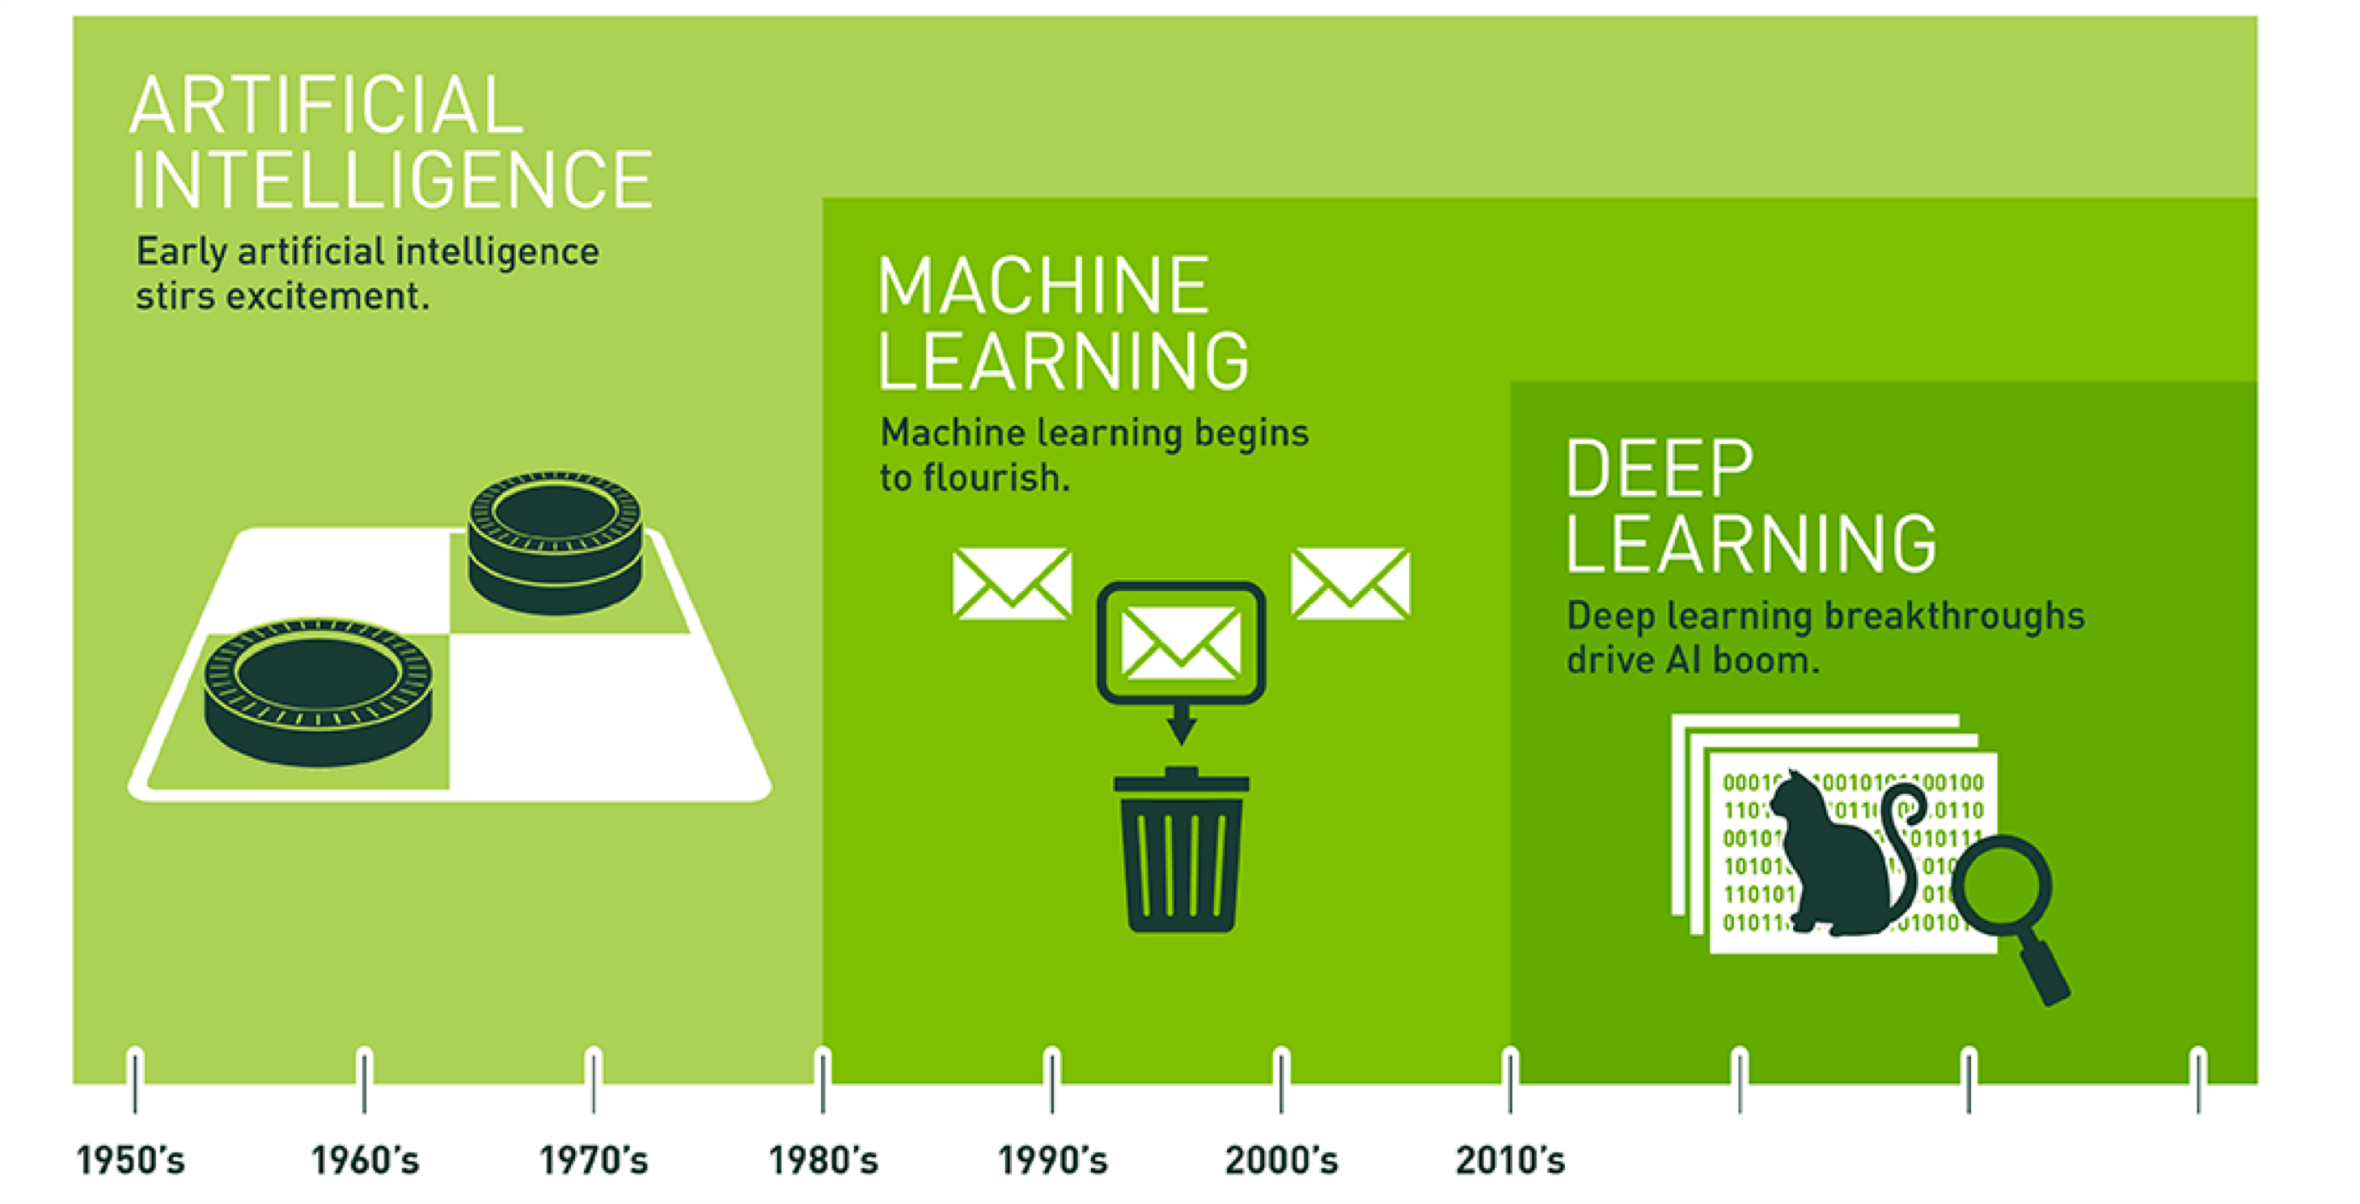 ARTIFICIAL
INTELLIGENCE
Early artificial intelligence
stirs excitement.
MACHINE
LEARNING
Machine learning begins
to flourish.
DEEP
LEARNING
Deep learning breakthroughs
drive AI boom.
1950’s 1960’s 1970’s 1980’s 1990’s 2000’s 2010’s